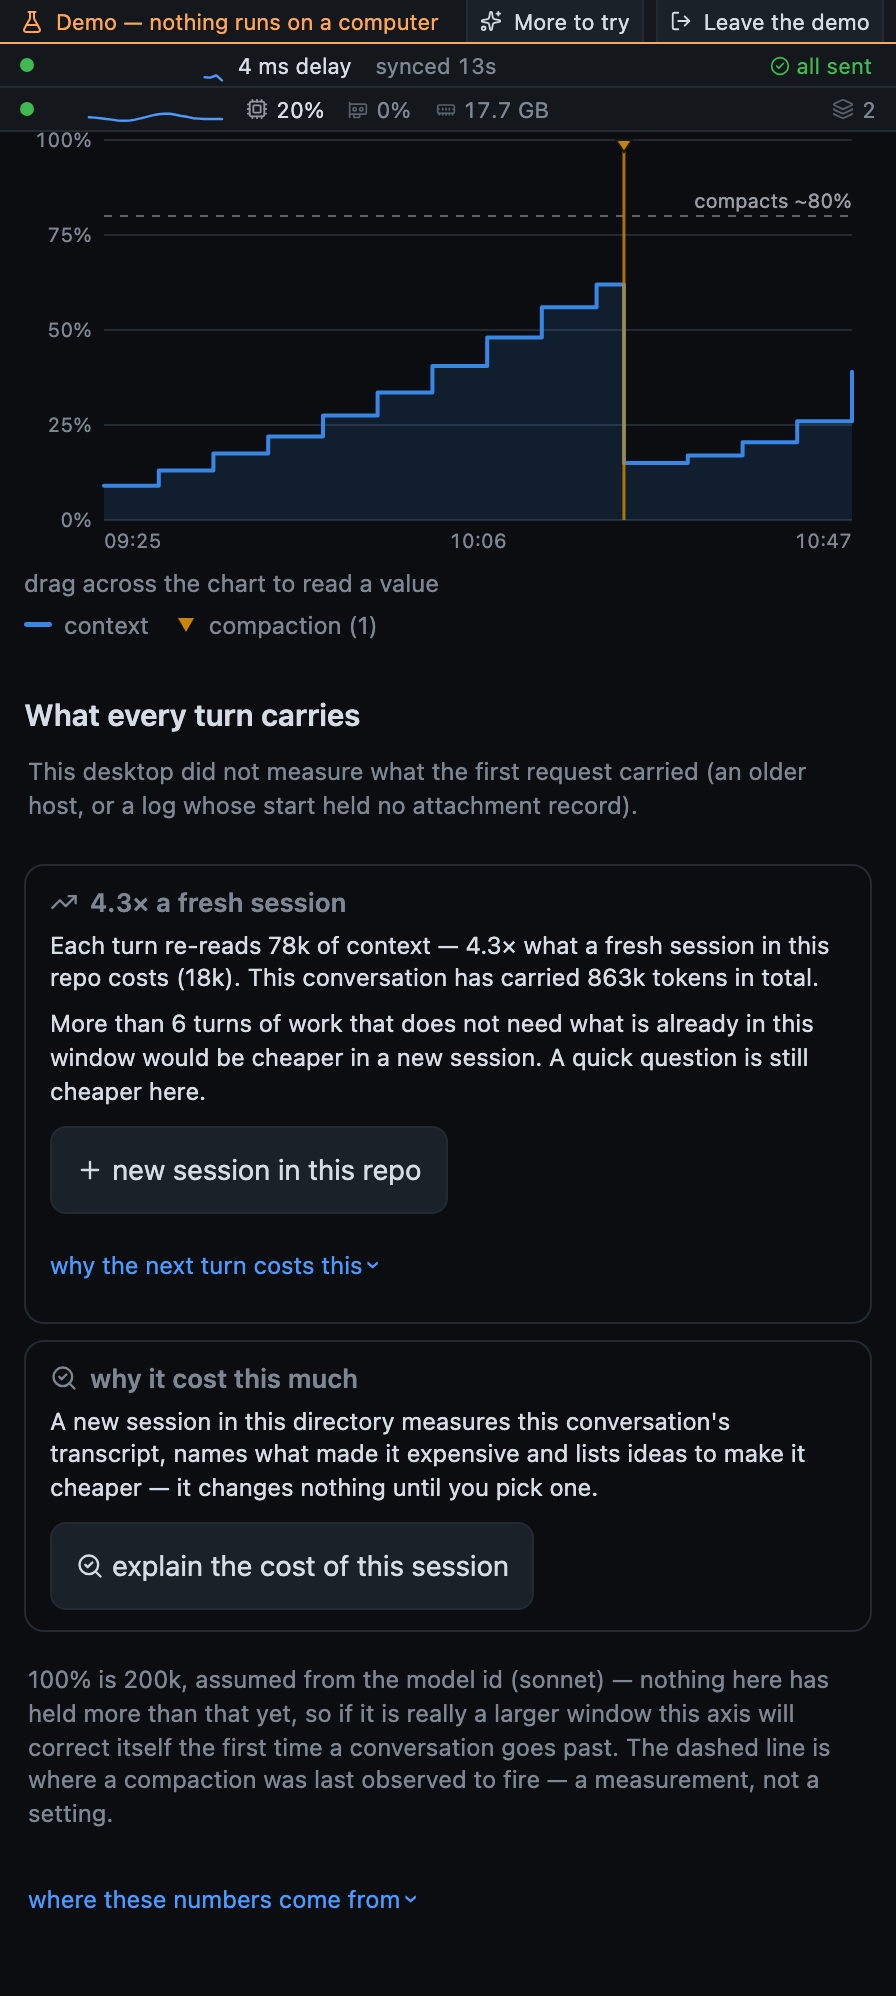 Demo — nothing runs on a computer
More to try
Leave the demo
4 ms delay synced 13s
all sent
20% 0% 17.7 GB
2
100%
compacts ~80%
75%
50%
25%
0%
09:25 10:06 10:47
drag across the chart to read a value
context compaction (1)
What every turn carries
This desktop did not measure what the first request carried (an older
host, or a log whose start held no attachment record).
4.3× a fresh session
Each turn re-reads 78k of context — 4.3× what a fresh session in this
repo costs (18k). This conversation has carried 863k tokens in total.
More than 6 turns of work that does not need what is already in this
window would be cheaper in a new session. A quick question is still
cheaper here.
+ new session in this repo
why the next turn costs this
why it cost this much
A new session in this directory measures this conversation's
transcript, names what made it expensive and lists ideas to make it
cheaper — it changes nothing until you pick one.
explain the cost of this session
100% is 200k, assumed from the model id (sonnet) — nothing here has
held more than that yet, so if it is really a larger window this axis will
correct itself the first time a conversation goes past. The dashed line is
where a compaction was last observed to fire — a measurement, not a
setting.
where these numbers come from